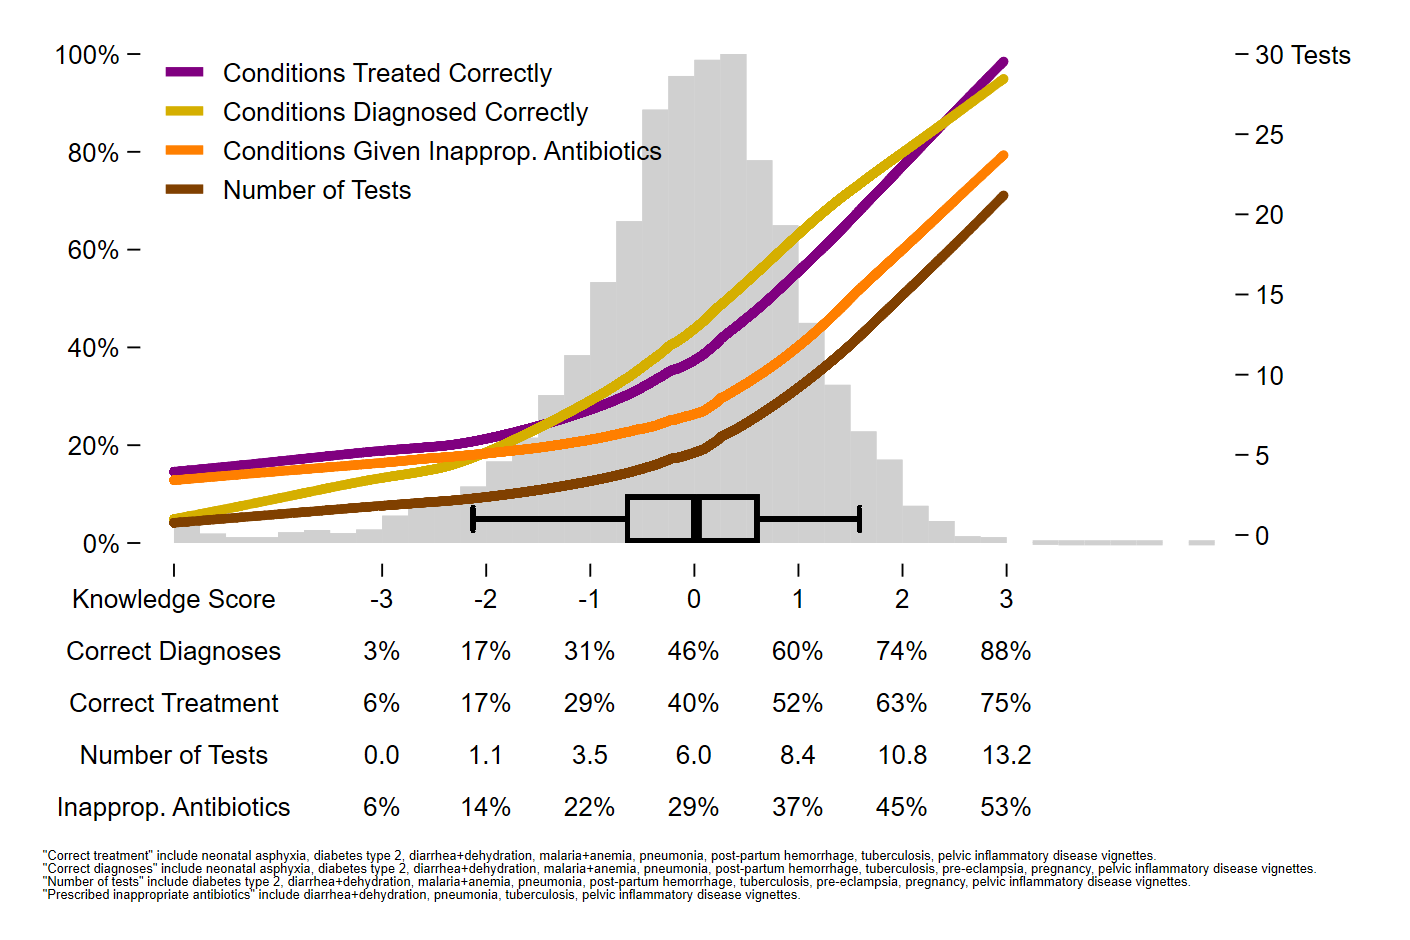 100%
30 Tests
Conditions Treated Correctly
Conditions Diagnosed Correctly
25
80%
Conditions Given Inapprop. Antibiotics
Number of Tests
20
60%
15
40%
10
20%
5
0%
0
Knowledge Score -3 -2 -1 0 1 2 3
Correct Diagnoses 3% 17% 31% 46% 60% 74% 88%
Correct Treatment 6% 17% 29% 40% 52% 63% 75%
Number of Tests 0.0 1.1 3.5 6.0 8.4 10.8 13.2
Inapprop. Antibiotics 6% 14% 22% 29% 37% 45% 53%
"Correct treatment" include neonatal asphyxia, diabetes type 2, diarrhea+dehydration, malaria+anemia, pneumonia, post-partum hemorrhage, tuberculosis, pelvic inflammatory disease vignettes.
"Correct diagnoses" include neonatal asphyxia, diabetes type 2, diarrhea+dehydration, malaria+anemia, pneumonia, post-partum hemorrhage, tuberculosis, pre-eclampsia, pregnancy, pelvic inflammatory disease vignettes.
"Number of tests" include diabetes type 2, diarrhea+dehydration, malaria+anemia, pneumonia, post-partum hemorrhage, tuberculosis, pre-eclampsia, pregnancy, pelvic inflammatory disease vignettes.
"Prescribed inappropriate antibiotics" include diarrhea+dehydration, pneumonia, tuberculosis, pelvic inflammatory disease vignettes.